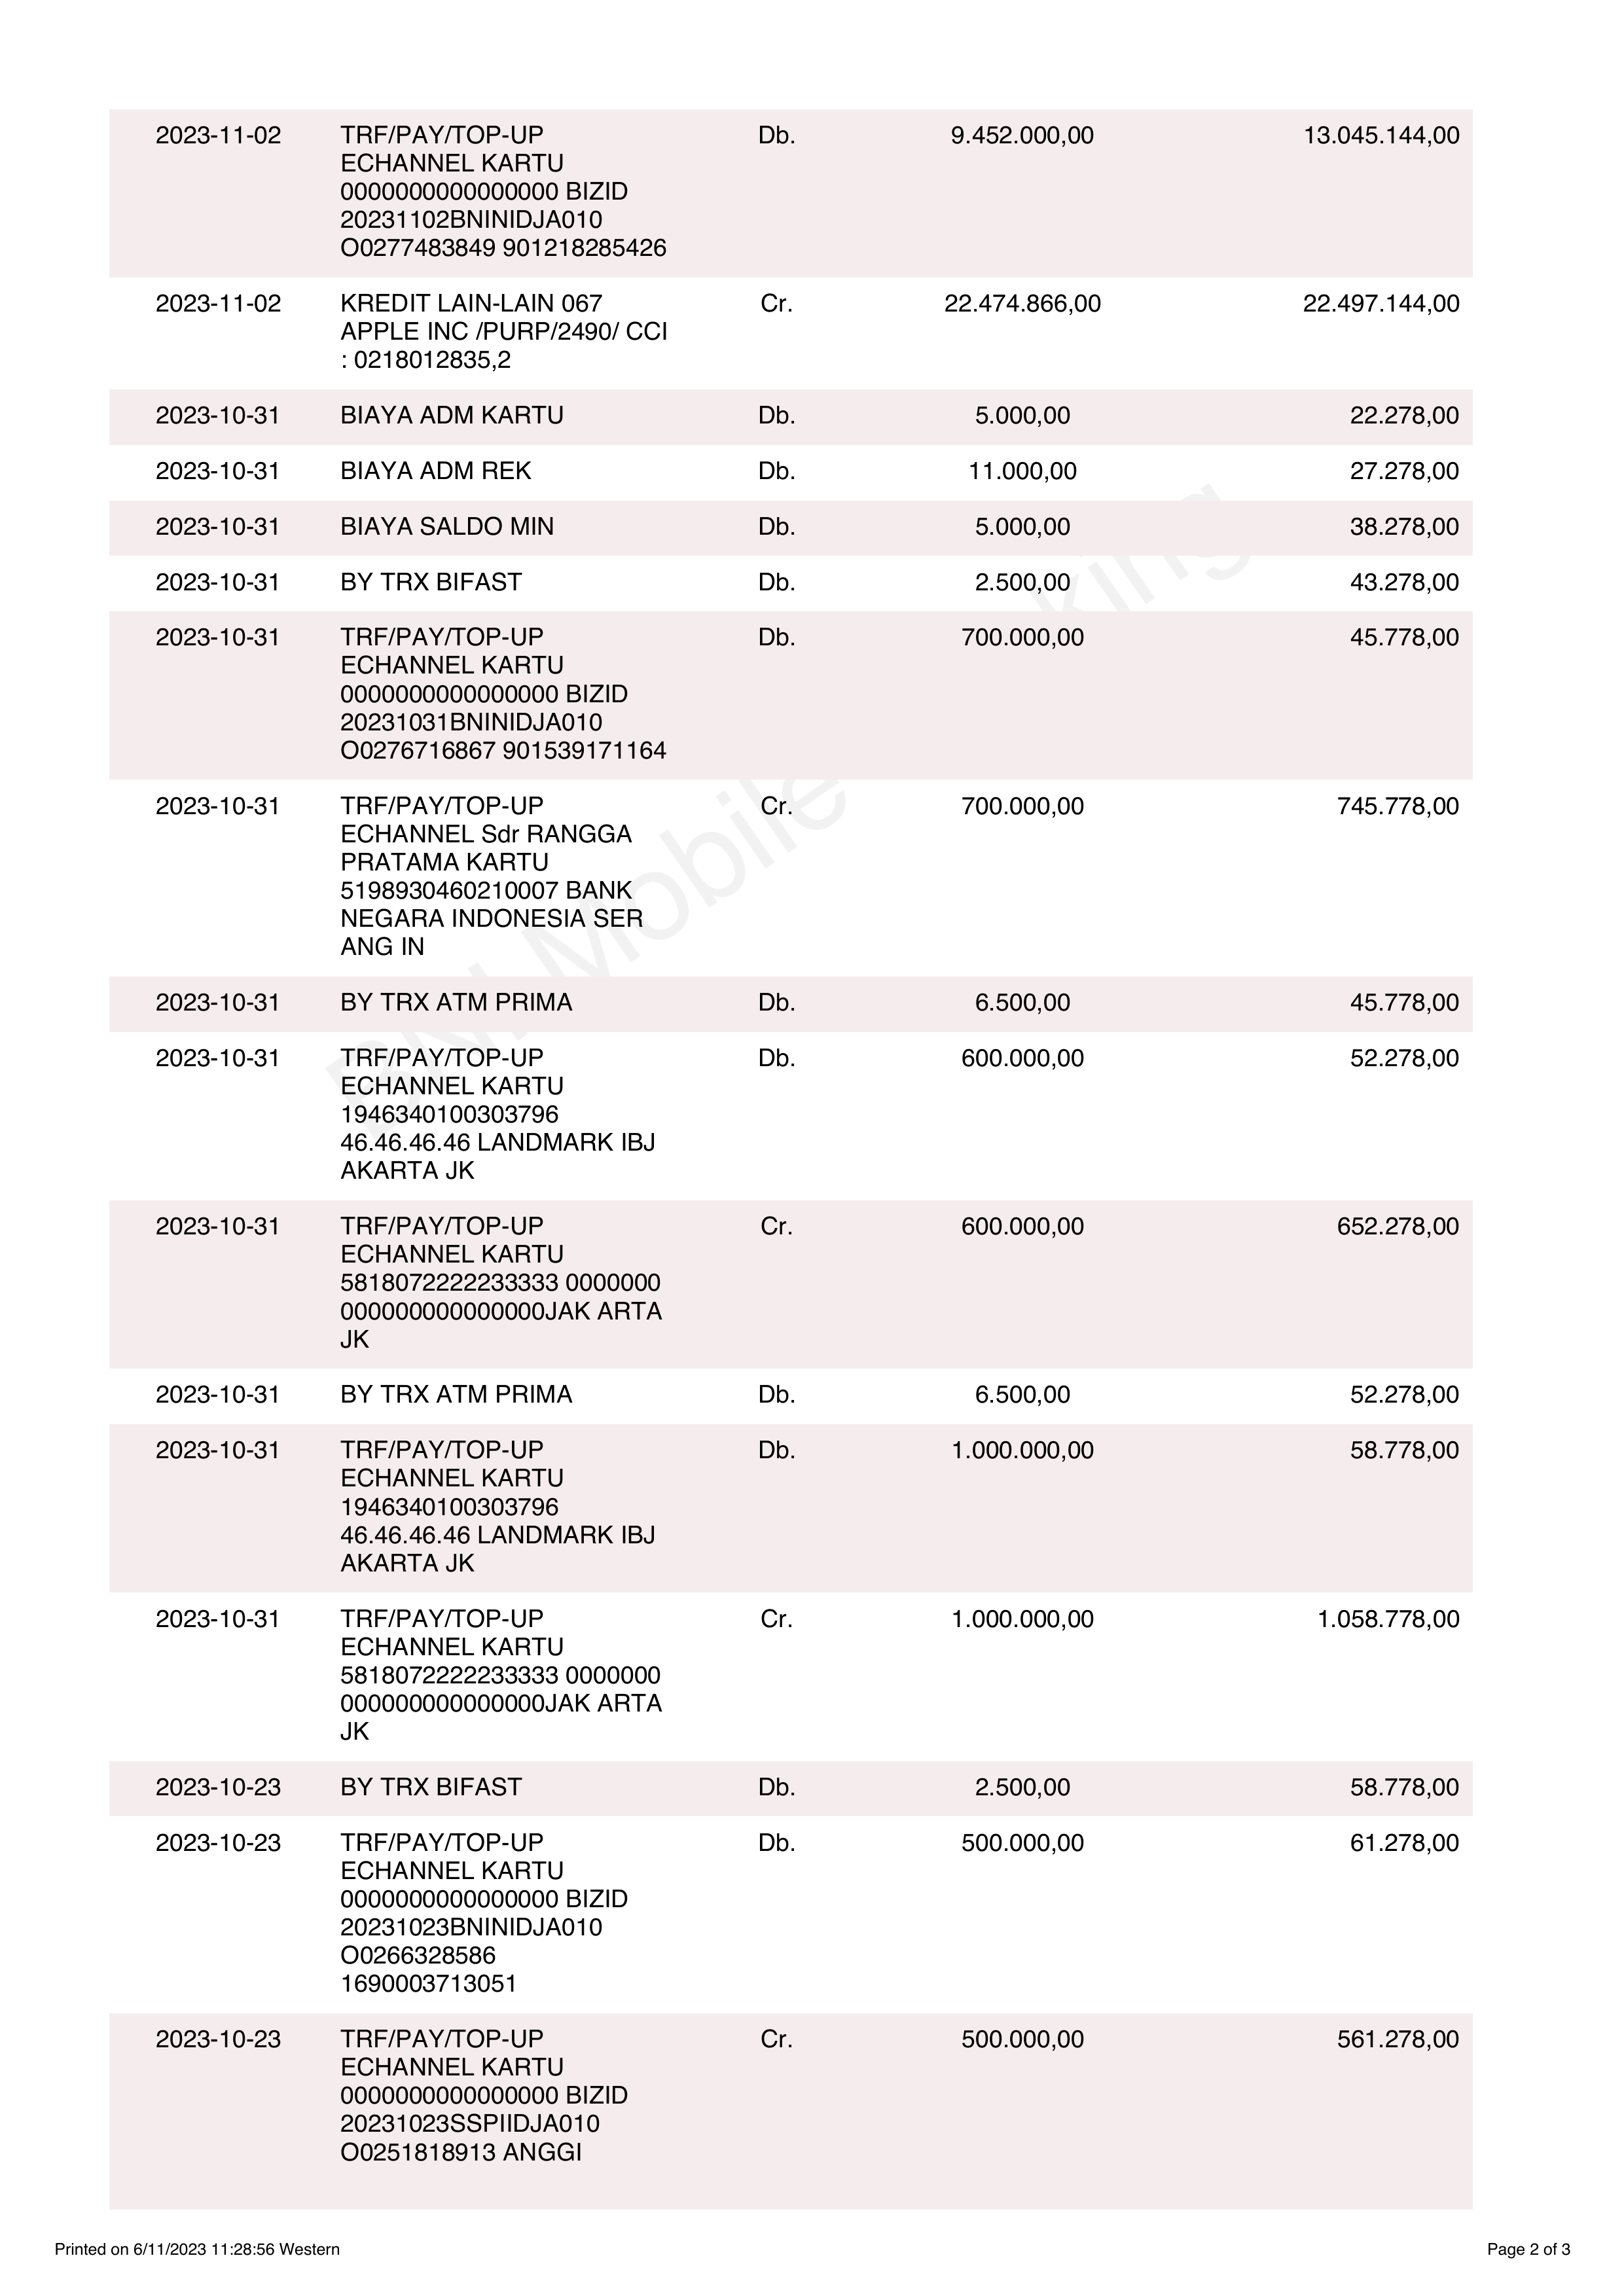 2023-11-02 TRF/PAY/TOP-UP Db. 9.452.000,00 13.045.144,00
ECHANNEL KARTU
0000000000000000 BIZID
20231102BNINIDJA010
O0277483849 901218285426
2023-11-02 KREDIT LAIN-LAIN 067 Cr. 22.474.866,00 22.497.144,00
APPLE INC /PURP/2490/ CCI
: 0218012835,2
2023-10-31 BIAYA ADM KARTU Db. 5.000,00 22.278,00
2023-10-31 BIAYA ADM REK Db. 11.000,00 27.278,00
2023-10-31 BIAYA SALDO MIN Db. 5.000,00 38.278,00
2023-10-31 BY TRX BIFAST Db. 2.500,00 43.278,00
2023-10-31 TRF/PAY/TOP-UP Db. 700.000,00 45.778,00
ECHANNEL KARTU
0000000000000000 BIZID
20231031BNINIDJA010
O0276716867 901539171164
2023-10-31 TRF/PAY/TOP-UP Cr. 700.000,00 745.778,00
ECHANNEL Sdr RANGGA
PRATAMA KARTU
5198930460210007 BANK
NEGARA INDONESIA SER
ANG IN
2023-10-31 BY TRX ATM PRIMA Db. 6.500,00 45.778,00
2023-10-31 TRF/PAY/TOP-UP Db. 600.000,00 52.278,00
ECHANNEL KARTU
1946340100303796
46.46.46.46 LANDMARK IBJ
AKARTA JK
2023-10-31 TRF/PAY/TOP-UP Cr. 600.000,00 652.278,00
ECHANNEL KARTU
5818072222233333 0000000
000000000000000JAK ARTA
JK
2023-10-31 BY TRX ATM PRIMA Db. 6.500,00 52.278,00
2023-10-31 TRF/PAY/TOP-UP Db. 1.000.000,00 58.778,00
ECHANNEL KARTU
1946340100303796
46.46.46.46 LANDMARK IBJ
AKARTA JK
2023-10-31 TRF/PAY/TOP-UP Cr. 1.000.000,00 1.058.778,00
ECHANNEL KARTU
5818072222233333 0000000
000000000000000JAK ARTA
JK
2023-10-23 BY TRX BIFAST Db. 2.500,00 58.778,00
2023-10-23 TRF/PAY/TOP-UP Db. 500.000,00 61.278,00
ECHANNEL KARTU
0000000000000000 BIZID
20231023BNINIDJA010
O0266328586
1690003713051
2023-10-23 TRF/PAY/TOP-UP Cr. 500.000,00 561.278,00
ECHANNEL KARTU
0000000000000000 BIZID
20231023SSPIIDJA010
O0251818913 ANGGI
Printed on 6/11/2023 11:28:56 Western Page 2 of 3